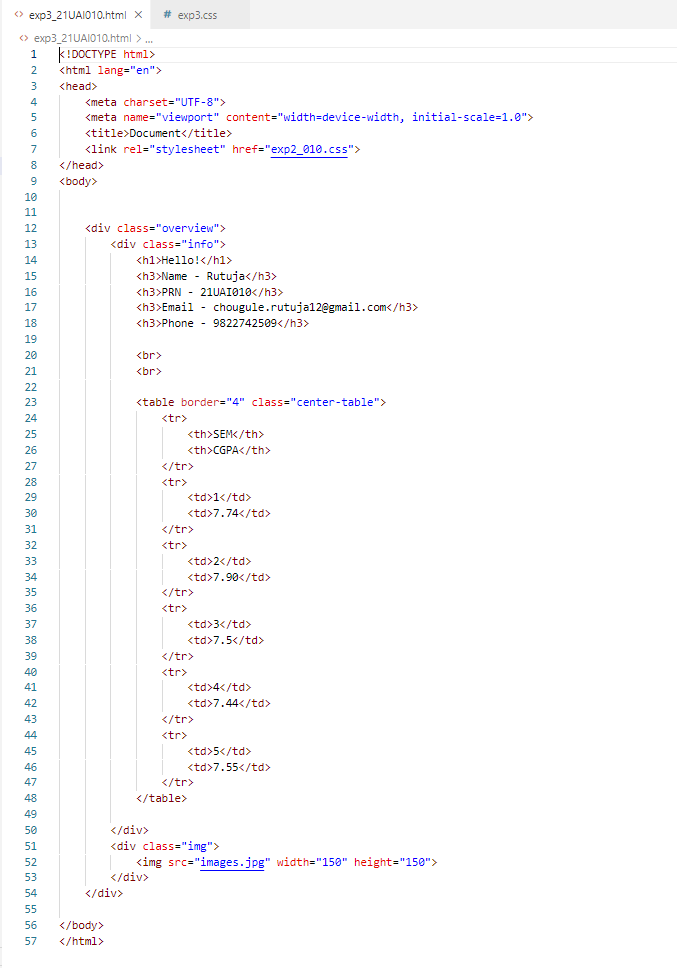 <> exp3_21UAI010.html × # exp3.css
<> exp3_21UAI010.html > ...
1 <!DOCTYPE html>
2 <html lang="en">
3 <head>
4 <meta charset="UTF-8">
5 <meta name="viewport" content="width=device-width, initial-scale=1.0">
6 <title>Document</title>
7 <link rel="stylesheet" href="exp2_010.css">
8 </head>
9 <body>
10
11
12 <div class="overview">
13 <div class="info">
14 <h1>Hello!</h1>
15 <h3>Name - Rutuja</h3>
16 <h3>PRN - 21UAI010</h3>
17 <h3>Email - chougule.rutuja12@gmail.com</h3>
18 <h3>Phone - 9822742509</h3>
19
20 <br>
21 <br>
22
23 <table border="4" class="center-table">
24 <tr>
25 <th>SEM</th>
26 <th>CGPA</th>
27 </tr>
28 <tr>
29 <td>1</td>
30 <td>7.74</td>
31 </tr>
32 <tr>
33 <td>2</td>
34 <td>7.90</td>
35 </tr>
36 <tr>
37 <td>3</td>
38 <td>7.5</td>
39 </tr>
40 <tr>
41 <td>4</td>
42 <td>7.44</td>
43 </tr>
44 <tr>
45 <td>5</td>
46 <td>7.55</td>
47 </tr>
48 </table>
49
50 </div>
51 <div class="img">
52 <img src="images.jpg" width="150" height="150">
53 </div>
54 </div>
55
56 </body>
57 </html>